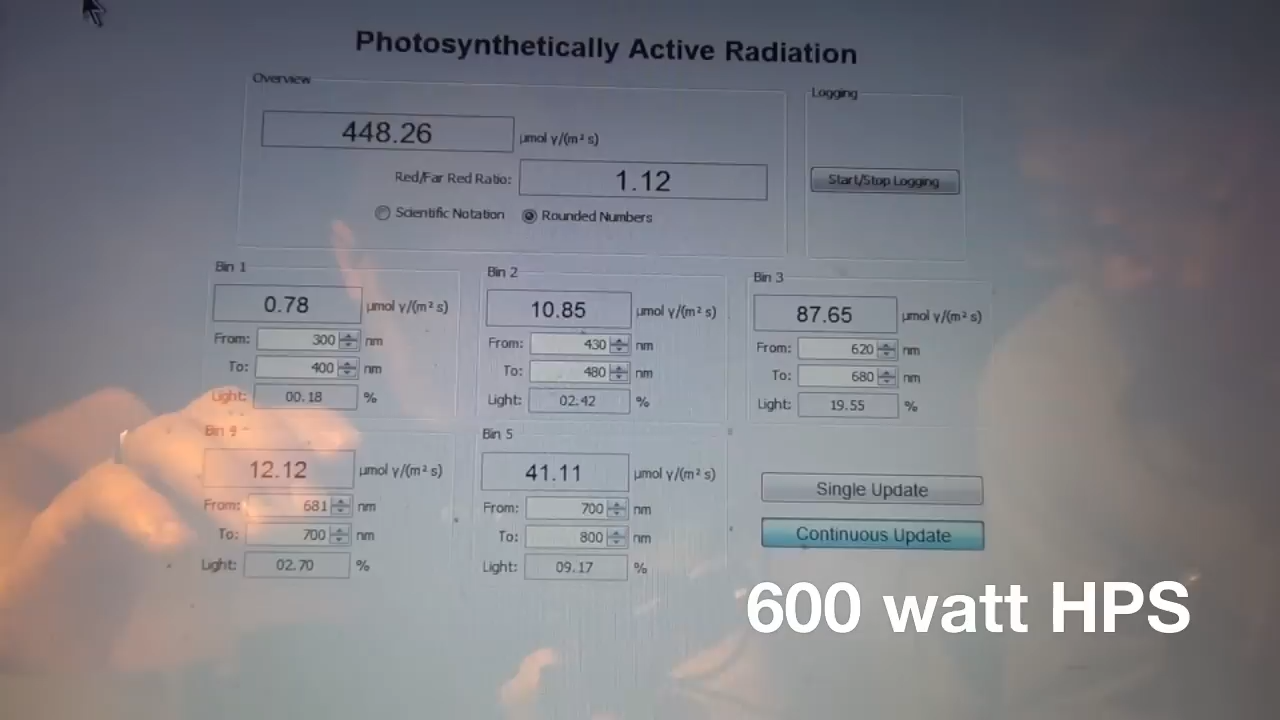 Photosynthetically Active Radiation
Overview
448.26 μmol γ/(m² s)
Red/Far Red Ratio: 1.12
Scientific Notation Rounded Numbers
Logging
Start/Stop Logging
Bin 1
0.78 μmol γ/(m² s)
From: 300 nm
To: 400 nm
Light: 00.18 %
Bin 2
10.85 μmol γ/(m² s)
From: 430 nm
To: 480 nm
Light: 02.42 %
Bin 3
87.65 μmol γ/(m² s)
From: 620 nm
To: 680 nm
Light: 19.55 %
Bin 4
12.12 μmol γ/(m² s)
From: 681 nm
To: 700 nm
Light: 02.70 %
Bin 5
41.11 μmol γ/(m² s)
From: 700 nm
To: 800 nm
Light: 09.17 %
Single Update
Continuous Update
600 watt HPS